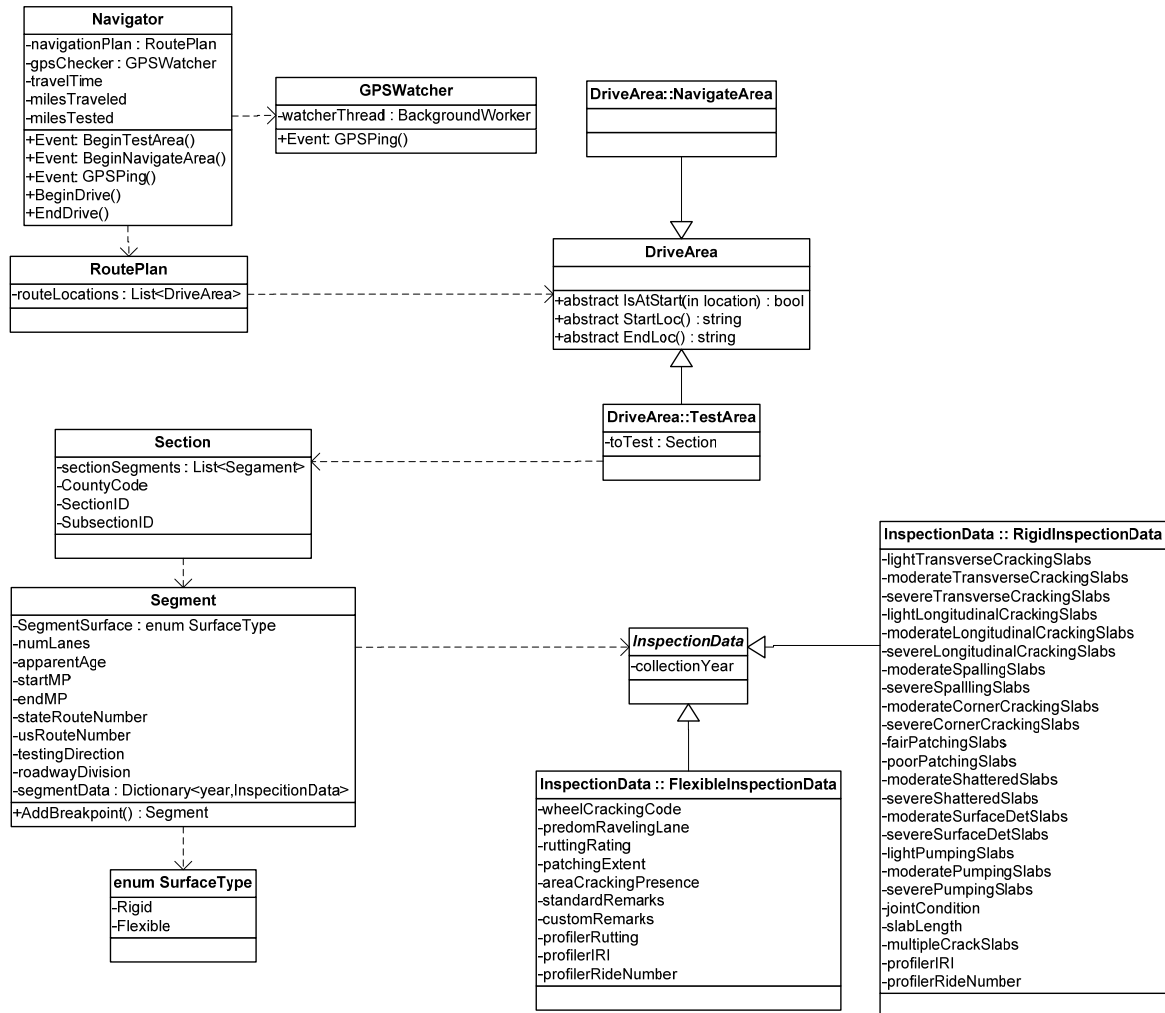 Navigator
-navigationPlan : RoutePlan
-gpsChecker : GPSWatcher
-travelTime
-milesTraveled
-milesTested
+Event: BeginTestArea()
+Event: BeginNavigateArea()
+Event: GPSPing()
+BeginDrive()
+EndDrive()
GPSWatcher
-watcherThread : BackgroundWorker
+Event: GPSPing()
DriveArea::NavigateArea
RoutePlan
-routeLocations : List<DriveArea>
DriveArea
+abstract IsAtStart(in location) : bool
+abstract StartLoc() : string
+abstract EndLoc() : string
DriveArea::TestArea
-toTest : Section
Section
-sectionSegments : List<Segament>
-CountyCode
-SectionID
-SubsectionID
Segment
-SegmentSurface : enum SurfaceType
-numLanes
-apparentAge
-startMP
-endMP
-stateRouteNumber
-usRouteNumber
-testingDirection
-roadwayDivision
-segmentData : Dictionary<year,InspecitionData>
+AddBreakpoint() : Segment
enum SurfaceType
-Rigid
-Flexible
InspectionData
-collectionYear
InspectionData :: FlexibleInspectionData
-wheelCrackingCode
-predomRavelingLane
-ruttingRating
-patchingExtent
-areaCrackingPresence
-standardRemarks
-customRemarks
-profilerRutting
-profilerIRI
-profilerRideNumber
InspectionData :: RigidInspectionData
-lightTransverseCrackingSlabs
-moderateTransverseCrackingSlabs
-severeTransverseCrackingSlabs
-lightLongitudinalCrackingSlabs
-moderateLongitudinalCrackingSlabs
-severeLongitudinalCrackingSlabs
-moderateSpallingSlabs
-severeSpalllingSlabs
-moderateCornerCrackingSlabs
-severeCornerCrackingSlabs
-fairPatchingSlabs
-poorPatchingSlabs
-moderateShatteredSlabs
-severeShatteredSlabs
-moderateSurfaceDetSlabs
-severeSurfaceDetSlabs
-lightPumpingSlabs
-moderatePumpingSlabs
-severePumpingSlabs
-jointCondition
-slabLength
-multipleCrackSlabs
-profilerIRI
-profilerRideNumber